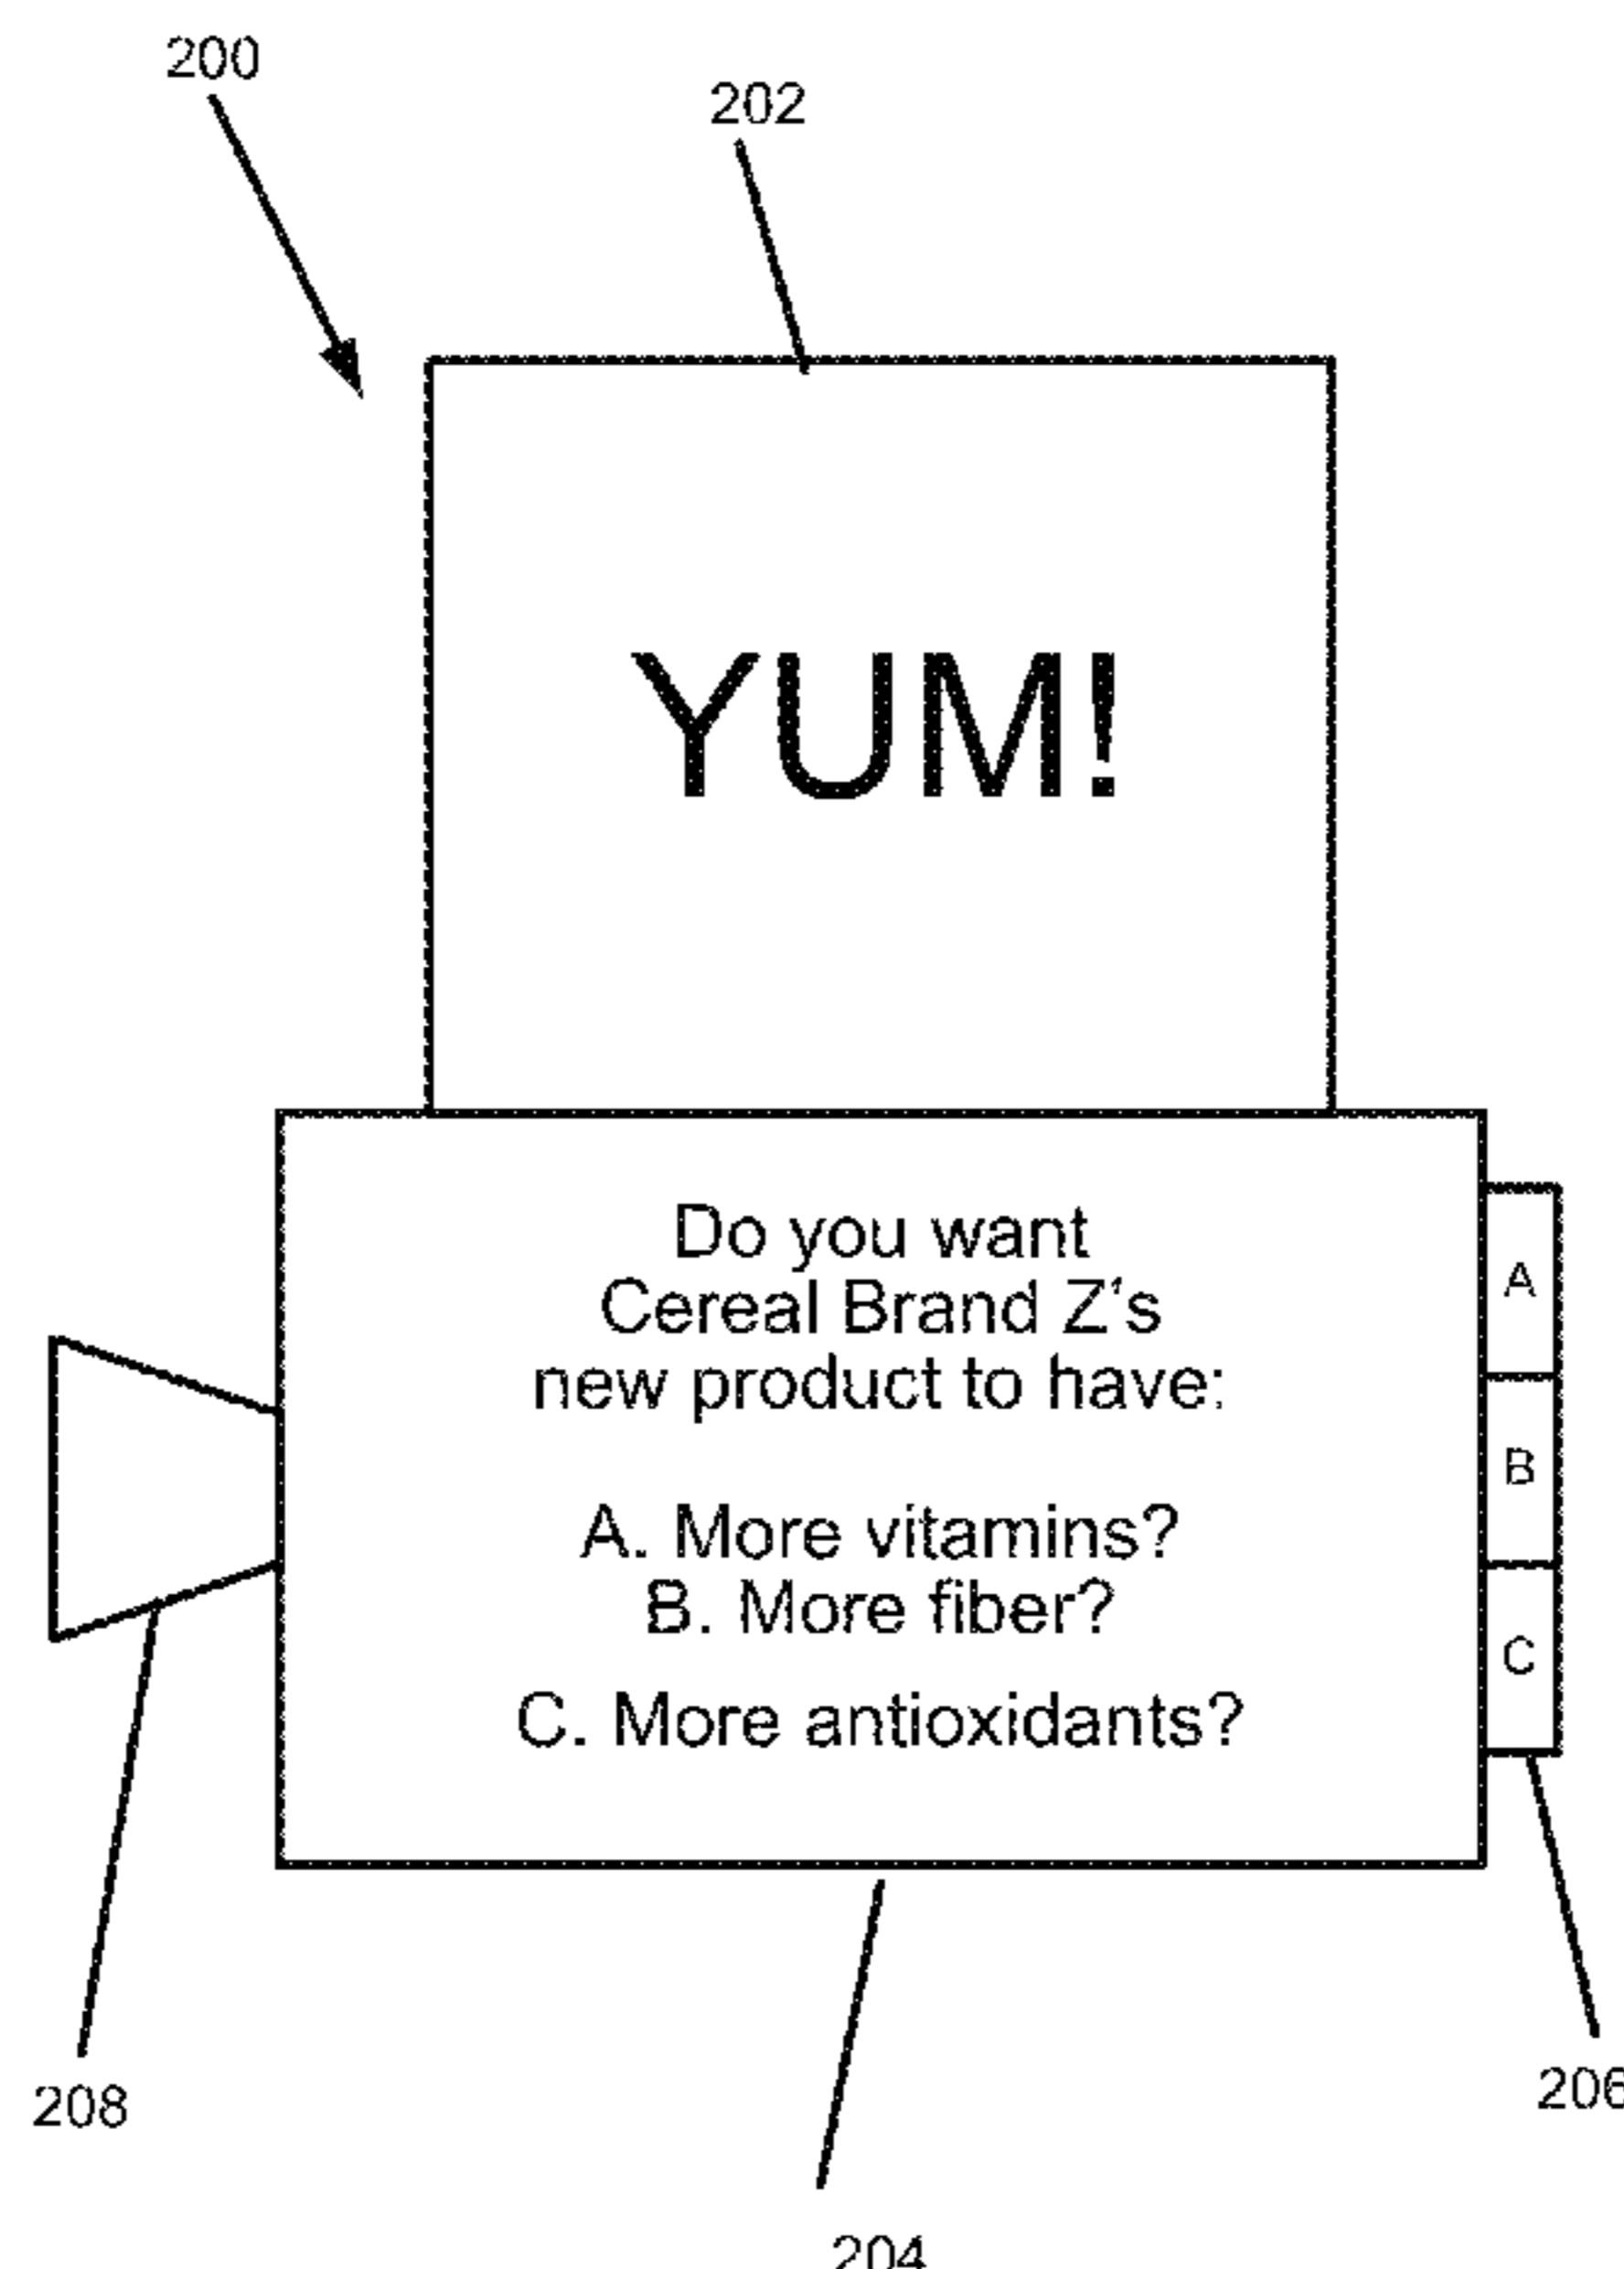 200
202
YUM!
Do you want
Cereal Brand Z's
new product to have:
A. More vitamins?
B. More fiber?
C. More antioxidants?
A
B
C
208
206
204